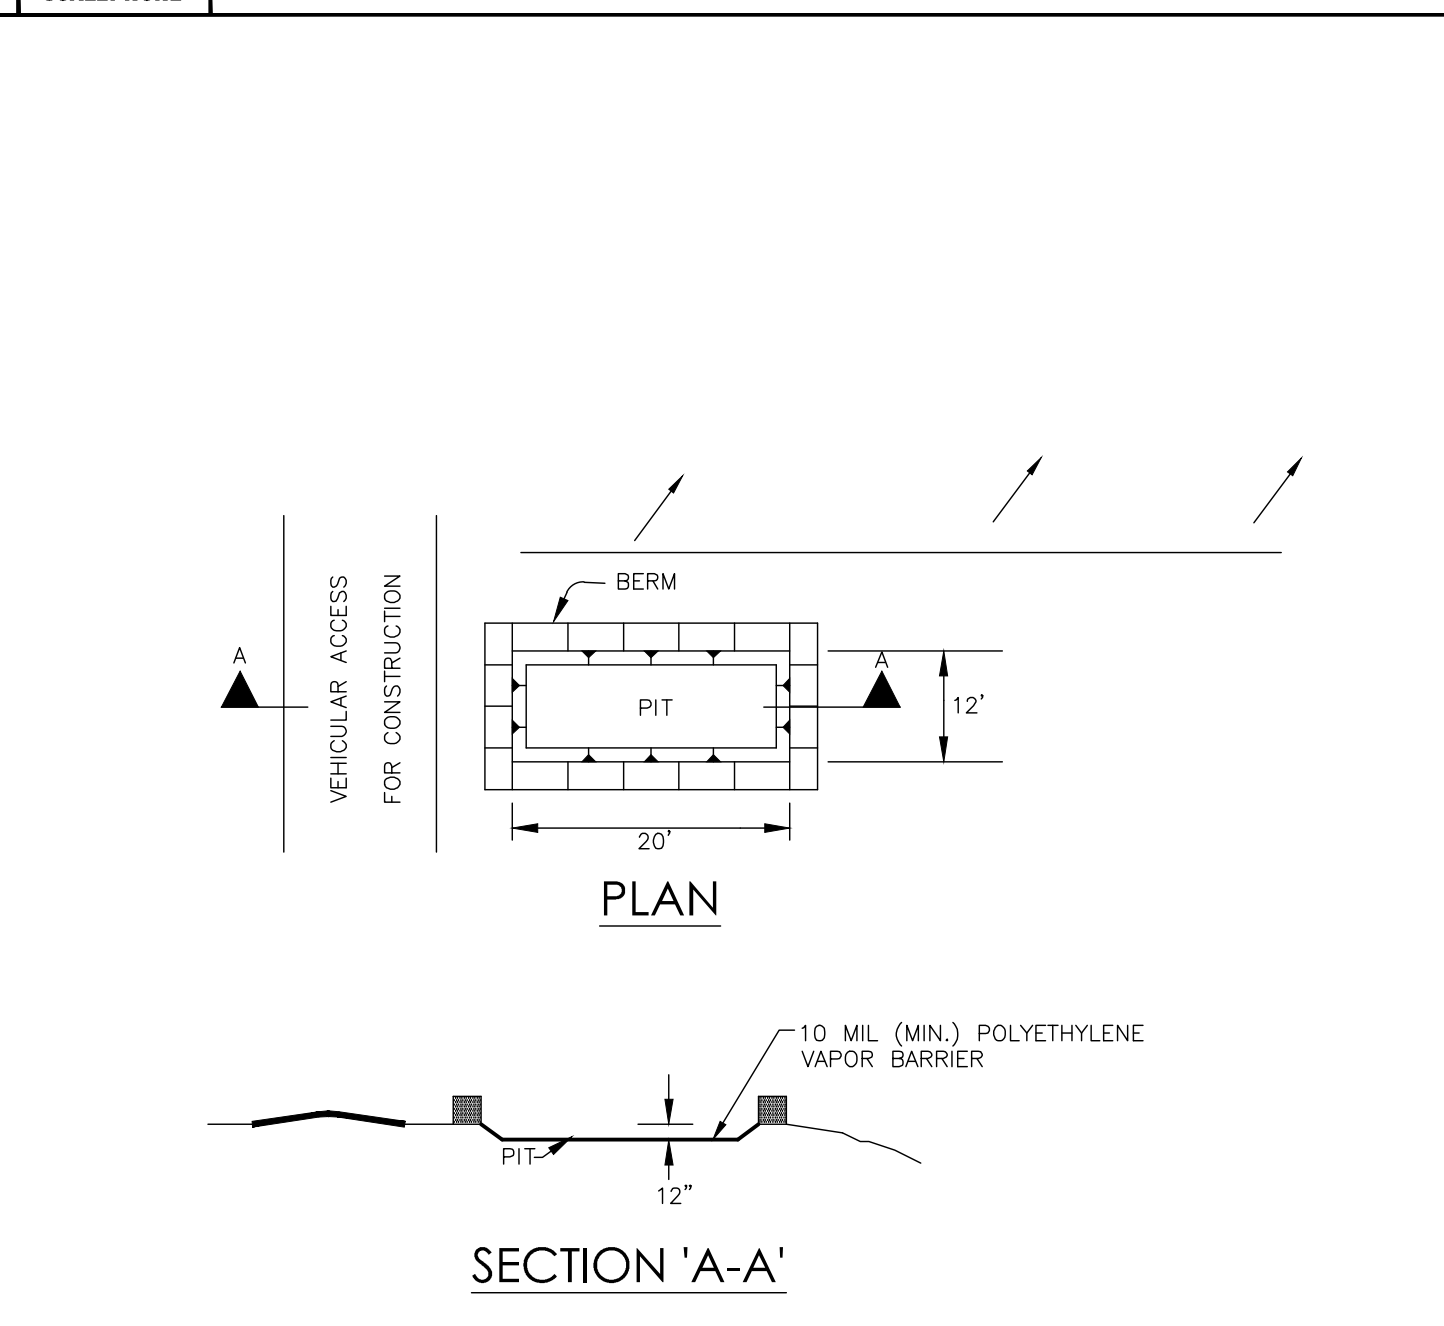 BERM
VEHICULAR ACCESS
FOR CONSTRUCTION
A
A
PIT
12'
20'
PLAN
10 MIL (MIN.) POLYETHYLENE
VAPOR BARRIER
PIT
12"
SECTION 'A-A'